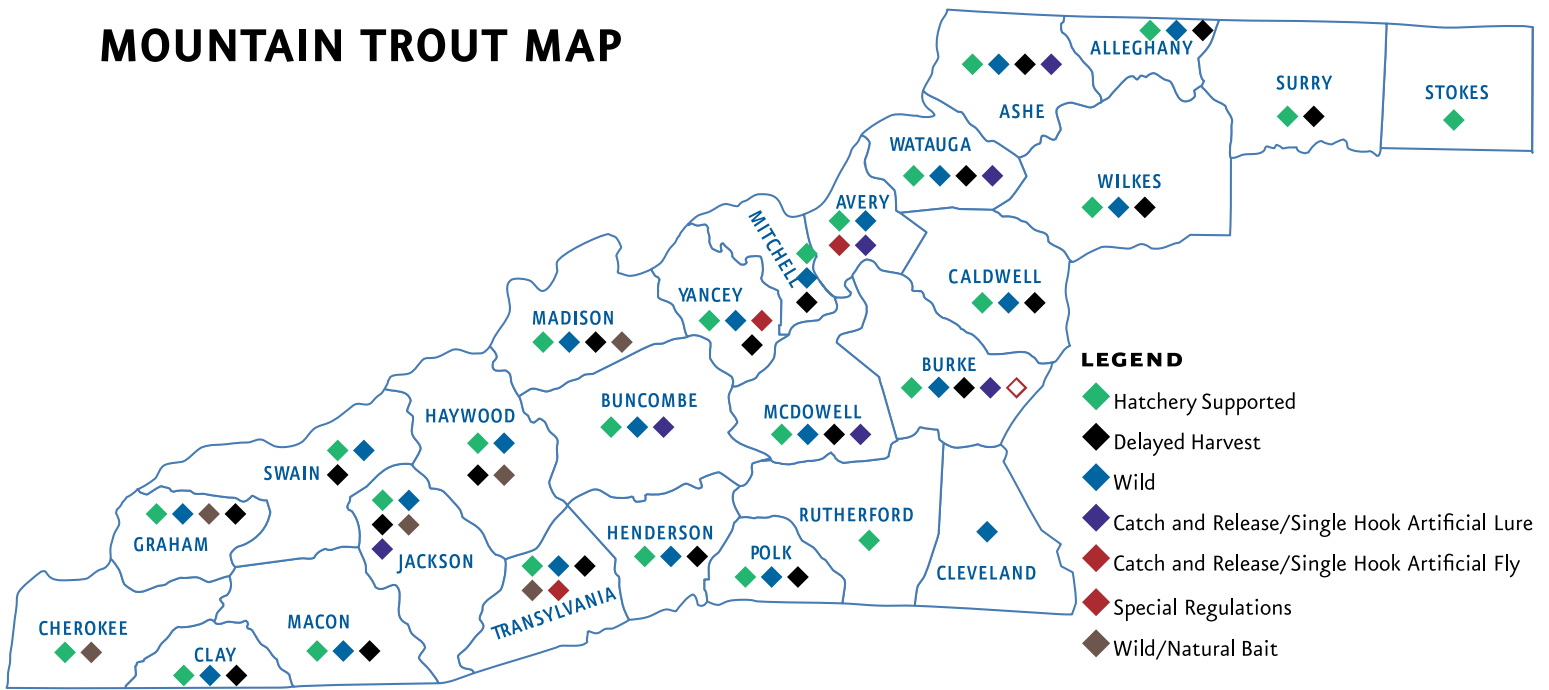 MOUNTAIN TROUT MAP
ALLEGHANY
ASHE
SURRY
STOKES
WATAUGA
WILKES
AVERY
MITCHELL
CALDWELL
YANCEY
MADISON
BURKE
BUNCOMBE
MCDOWELL
HAYWOOD
SWAIN
GRAHAM
JACKSON
HENDERSON
RUTHERFORD
POLK
CLEVELAND
TRANSYLVANIA
CHEROKEE
MACON
CLAY
LEGEND
Hatchery Supported
Delayed Harvest
Wild
Catch and Release/Single Hook Artificial Lure
Catch and Release/Single Hook Artificial Fly
Special Regulations
Wild/Natural Bait